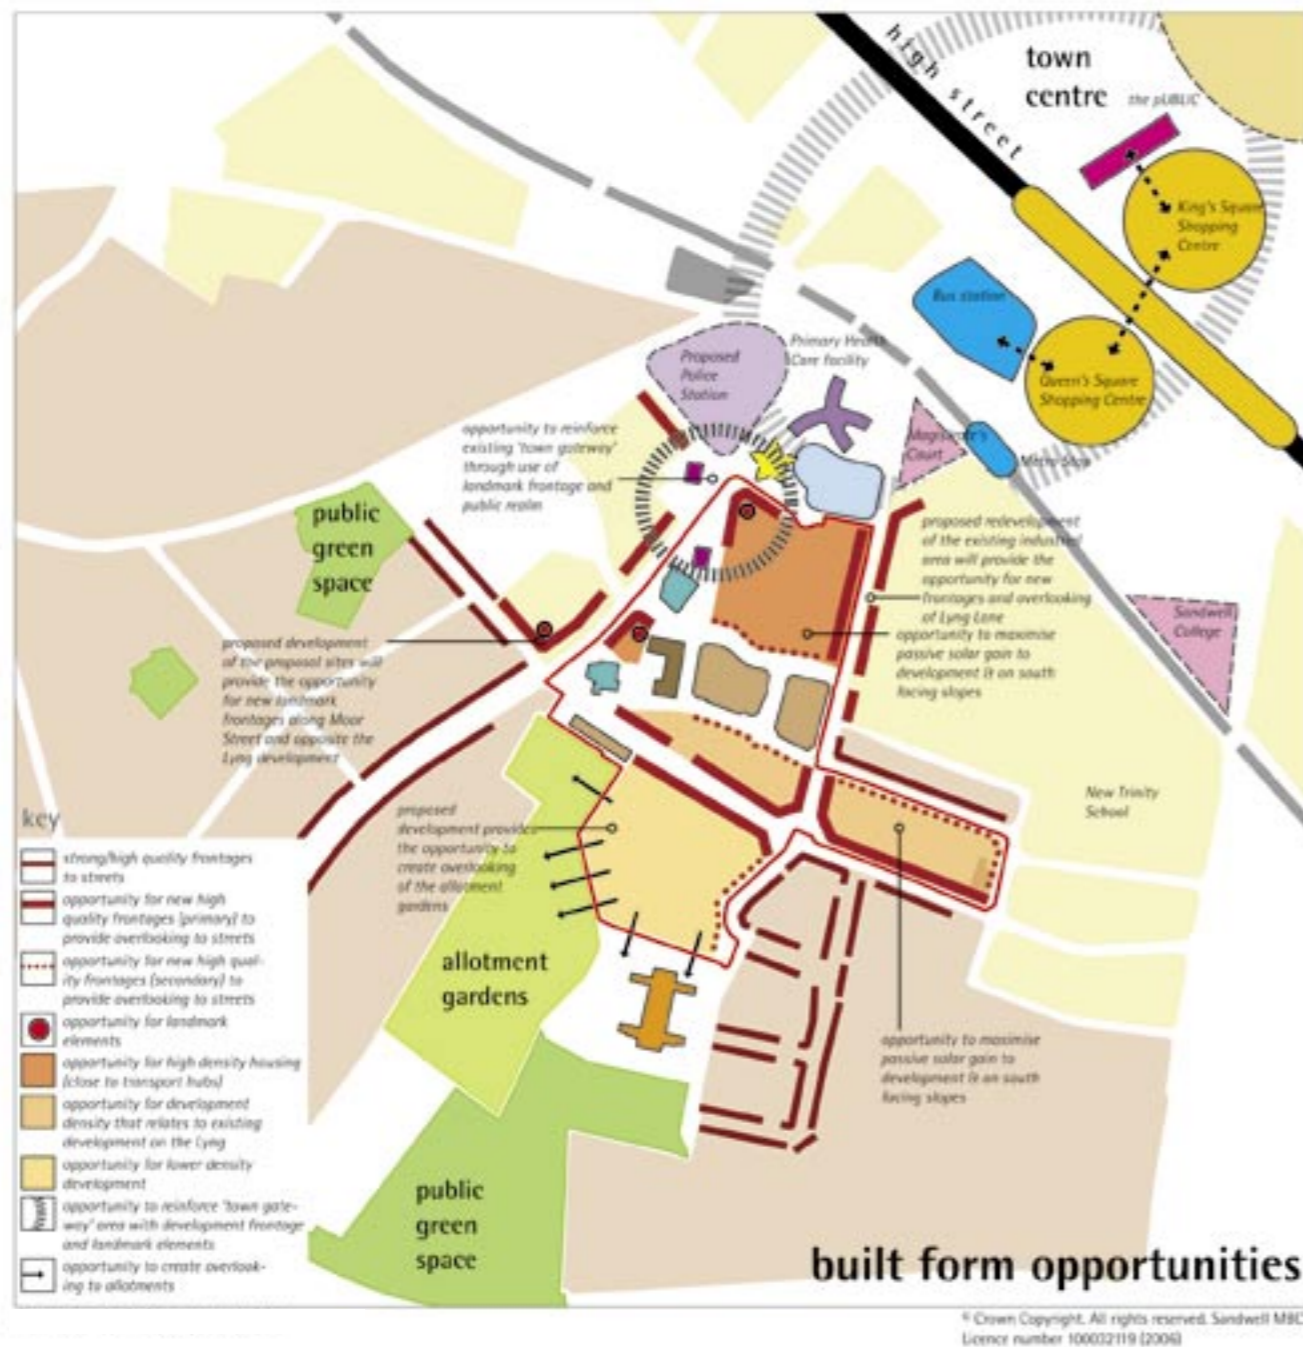 high street
town
centre
the pUBLIC
King's Square
Shopping
Centre
Bus station
Queen's Square
Shopping Centre
Primary Health
Care facility
Proposed
Police
Station
Magistrate's
Court
Metro Stop
opportunity to reinforce
existing 'town gateway'
through use of
landmark frontage and
public realm
public
green
space
proposed redevelopment
of the existing industrial
area will provide the
opportunity for new
frontages and overlooking
of Lyng Lane
opportunity to maximise
passive solar gain to
development & on south
facing slopes
Sandwell
College
proposed development
of the proposal sites will
provide the opportunity
for new landmark
frontages along Moor
Street and opposite the
Lyng development
New Trinity
School
proposed
development provides
the opportunity to
create overlooking
of the allotment
gardens
allotment
gardens
opportunity to maximise
passive solar gain to
development & on south
facing slopes
public
green
space
key
strong/high quality frontages
to streets
opportunity for new high
quality frontages (primary) to
provide overlooking to streets
opportunity for new high qual-
ity frontages (secondary) to
provide overlooking to streets
opportunity for landmark
elements
opportunity for high density housing
(close to transport hubs)
opportunity for development
density that relates to existing
development on the Lyng
opportunity for lower density
development
opportunity to reinforce 'town gate-
way' area with development frontage
and landmark elements
opportunity to create overlook-
ing to allotments
built form opportunities
© Crown Copyright. All rights reserved. Sandwell MBC
Licence number 100032119 (2006)